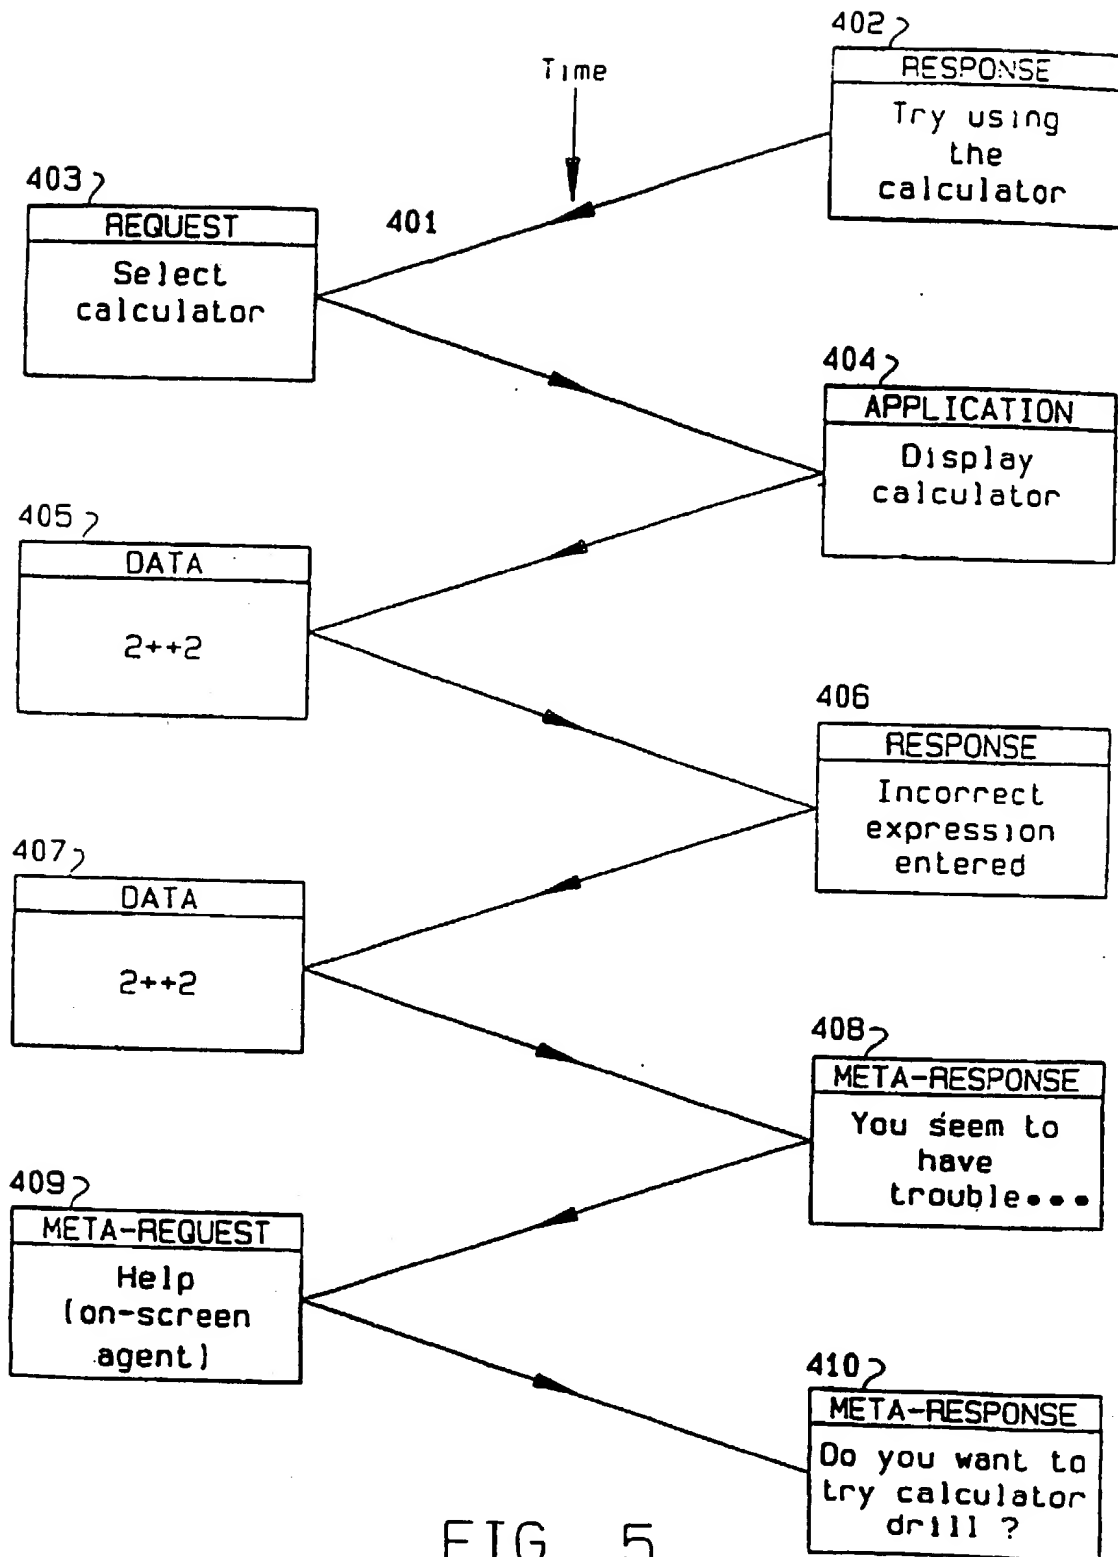 402
RESPONSE
Try using
the
calculator
Time
403
REQUEST
Select
calculator
401
404
APPLICATION
Display
calculator
405
DATA
2++2
406
RESPONSE
Incorrect
expression
entered
407
DATA
2++2
408
META-RESPONSE
You seem to
have
trouble•••
409
META-REQUEST
Help
(on-screen
agent)
410
META-RESPONSE
Do you want to
try calculator
drill ?
FIG. 5